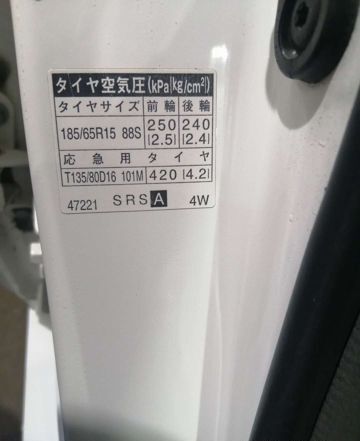 タイヤ空気圧(kPa|kg/cm²|)
タイヤサイズ 前輪 後輪
185/65R15 88S 250 240
|2.5| |2.4|
応急用タイヤ
T135/80D16 101M 420 |4.2|
47221 SRS A 4W